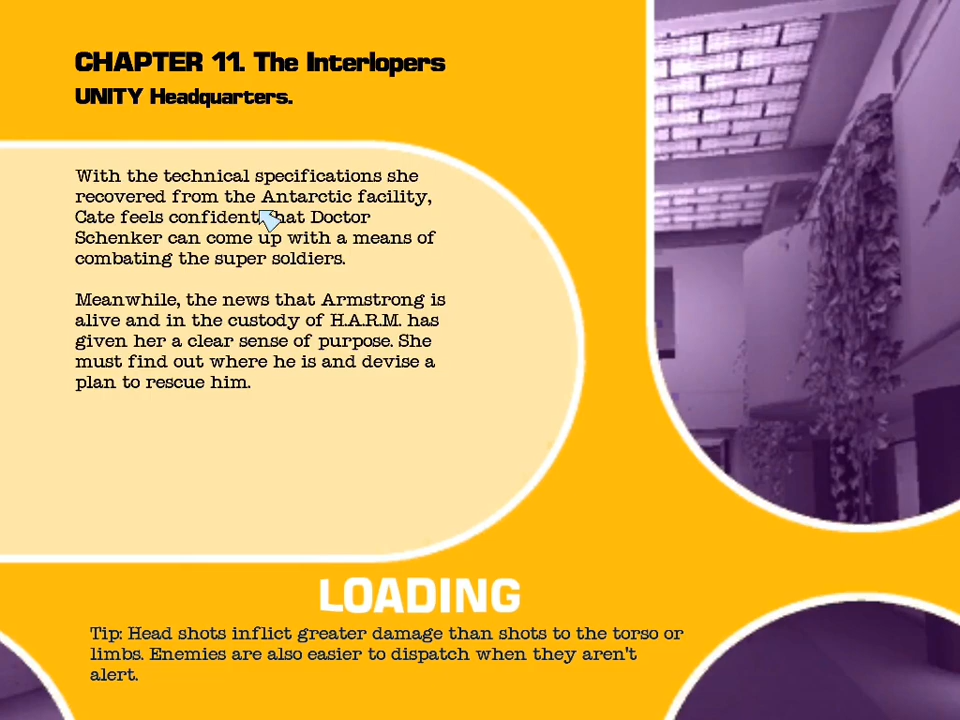 CHAPTER 11. The Interlopers
UNITY Headquarters.
With the technical specifications she
recovered from the Antarctic facility,
Cate feels confident that Doctor
Schenker can come up with a means of
combating the super soldiers.
Meanwhile, the news that Armstrong is
alive and in the custody of H.A.R.M. has
given her a clear sense of purpose. She
must find out where he is and devise a
plan to rescue him.
LOADING
Tip: Head shots inflict greater damage than shots to the torso or
limbs. Enemies are also easier to dispatch when they aren't
alert.